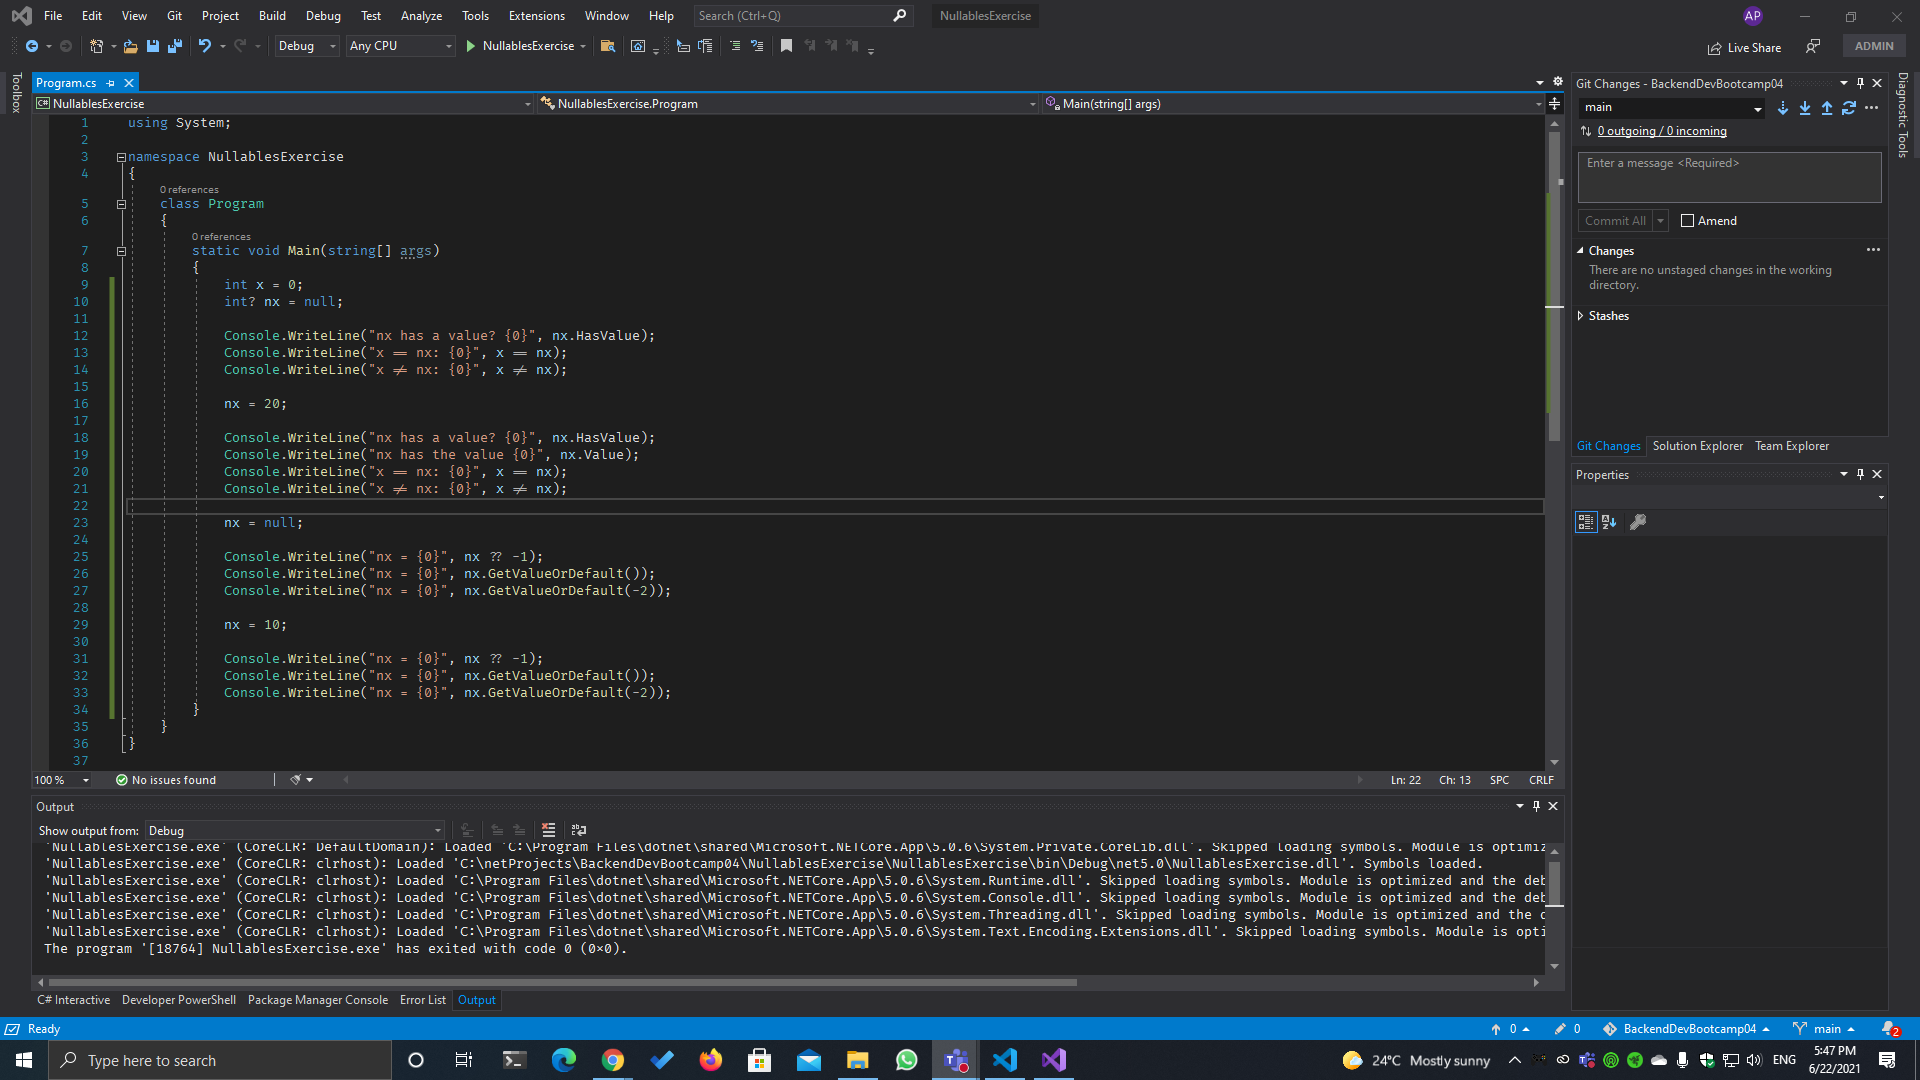 File Edit View Git Project Build Debug Test Analyze Tools Extensions Window Help Search (Ctrl+Q) NullablesExercise AP
Debug Any CPU NullablesExercise Live Share ADMIN
Toolbox
Program.cs
NullablesExercise NullablesExercise.Program Main(string[] args)
1 using System;
2
3 namespace NullablesExercise
4 {
0 references
5 class Program
6 {
0 references
7 static void Main(string[] args)
8 {
9 int x = 0;
10 int? nx = null;
11
12 Console.WriteLine("nx has a value? {0}", nx.HasValue);
13 Console.WriteLine("x == nx: {0}", x == nx);
14 Console.WriteLine("x ≠ nx: {0}", x ≠ nx);
15
16 nx = 20;
17
18 Console.WriteLine("nx has a value? {0}", nx.HasValue);
19 Console.WriteLine("nx has the value {0}", nx.Value);
20 Console.WriteLine("x == nx: {0}", x == nx);
21 Console.WriteLine("x ≠ nx: {0}", x ≠ nx);
22
23 nx = null;
24
25 Console.WriteLine("nx = {0}", nx ?? -1);
26 Console.WriteLine("nx = {0}", nx.GetValueOrDefault());
27 Console.WriteLine("nx = {0}", nx.GetValueOrDefault(-2));
28
29 nx = 10;
30
31 Console.WriteLine("nx = {0}", nx ?? -1);
32 Console.WriteLine("nx = {0}", nx.GetValueOrDefault());
33 Console.WriteLine("nx = {0}", nx.GetValueOrDefault(-2));
34 }
35 }
36 }
37
100 % No issues found Ln: 22 Ch: 13 SPC CRLF
Git Changes - BackendDevBootcamp04
main
0 outgoing / 0 incoming
Enter a message <Required>
Commit All Amend
Changes
There are no unstaged changes in the working
directory.
Stashes
Git Changes Solution Explorer Team Explorer
Properties
Diagnostic Tools
Output
Show output from: Debug
'NullablesExercise.exe' (CoreCLR: DefaultDomain): Loaded 'C:\Program Files\dotnet\shared\Microsoft.NETCore.App\5.0.6\System.Private.CoreLib.dll'. Skipped loading symbols. Module is optimiz
'NullablesExercise.exe' (CoreCLR: clrhost): Loaded 'C:\netProjects\BackendDevBootcamp04\NullablesExercise\NullablesExercise\bin\Debug\net5.0\NullablesExercise.dll'. Symbols loaded.
'NullablesExercise.exe' (CoreCLR: clrhost): Loaded 'C:\Program Files\dotnet\shared\Microsoft.NETCore.App\5.0.6\System.Runtime.dll'. Skipped loading symbols. Module is optimized and the deb
'NullablesExercise.exe' (CoreCLR: clrhost): Loaded 'C:\Program Files\dotnet\shared\Microsoft.NETCore.App\5.0.6\System.Console.dll'. Skipped loading symbols. Module is optimized and the deb
'NullablesExercise.exe' (CoreCLR: clrhost): Loaded 'C:\Program Files\dotnet\shared\Microsoft.NETCore.App\5.0.6\System.Threading.dll'. Skipped loading symbols. Module is optimized and the d
'NullablesExercise.exe' (CoreCLR: clrhost): Loaded 'C:\Program Files\dotnet\shared\Microsoft.NETCore.App\5.0.6\System.Text.Encoding.Extensions.dll'. Skipped loading symbols. Module is opti
The program '[18764] NullablesExercise.exe' has exited with code 0 (0×0).
C# Interactive Developer PowerShell Package Manager Console Error List Output
Ready 0 0 BackendDevBootcamp04 main 2
Type here to search 24°C Mostly sunny ENG
5:47 PM
6/22/2021